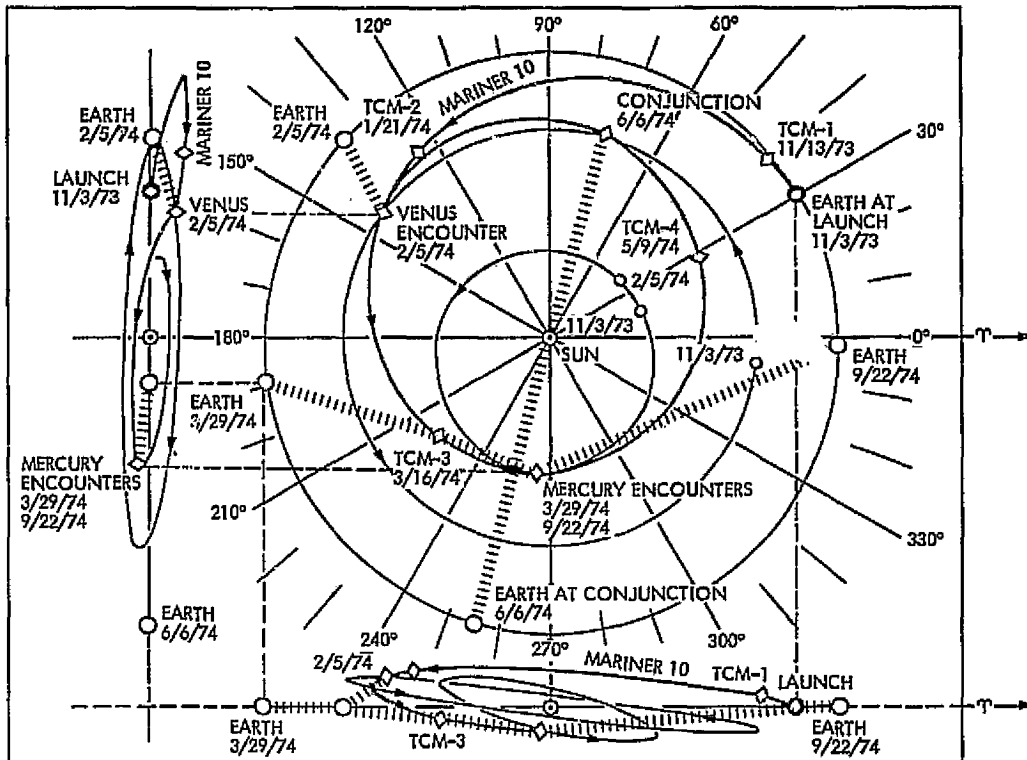 120°
90°
60°
MARINER 10
EARTH
2/5/74
MARINER 10
EARTH
2/5/74
TCM-2
1/21/74
CONJUNCTION
6/6/74
TCM-1
11/13/73
30°
150°
LAUNCH
11/3/73
VENUS
2/5/74
VENUS
ENCOUNTER
2/5/74
TCM-4
5/9/74
EARTH AT
LAUNCH
11/3/73
2/5/74
11/3/73
180°
SUN
11/3/73
0°
♈
EARTH
9/22/74
EARTH
3/29/74
TCM-3
3/16/74
MERCURY
ENCOUNTERS
3/29/74
9/22/74
MERCURY ENCOUNTERS
3/29/74
9/22/74
210°
330°
EARTH
6/6/74
EARTH AT CONJUNCTION
6/6/74
240°
270°
300°
2/5/74
MARINER 10
TCM-1
LAUNCH
♈
EARTH
3/29/74
TCM-3
EARTH
9/22/74